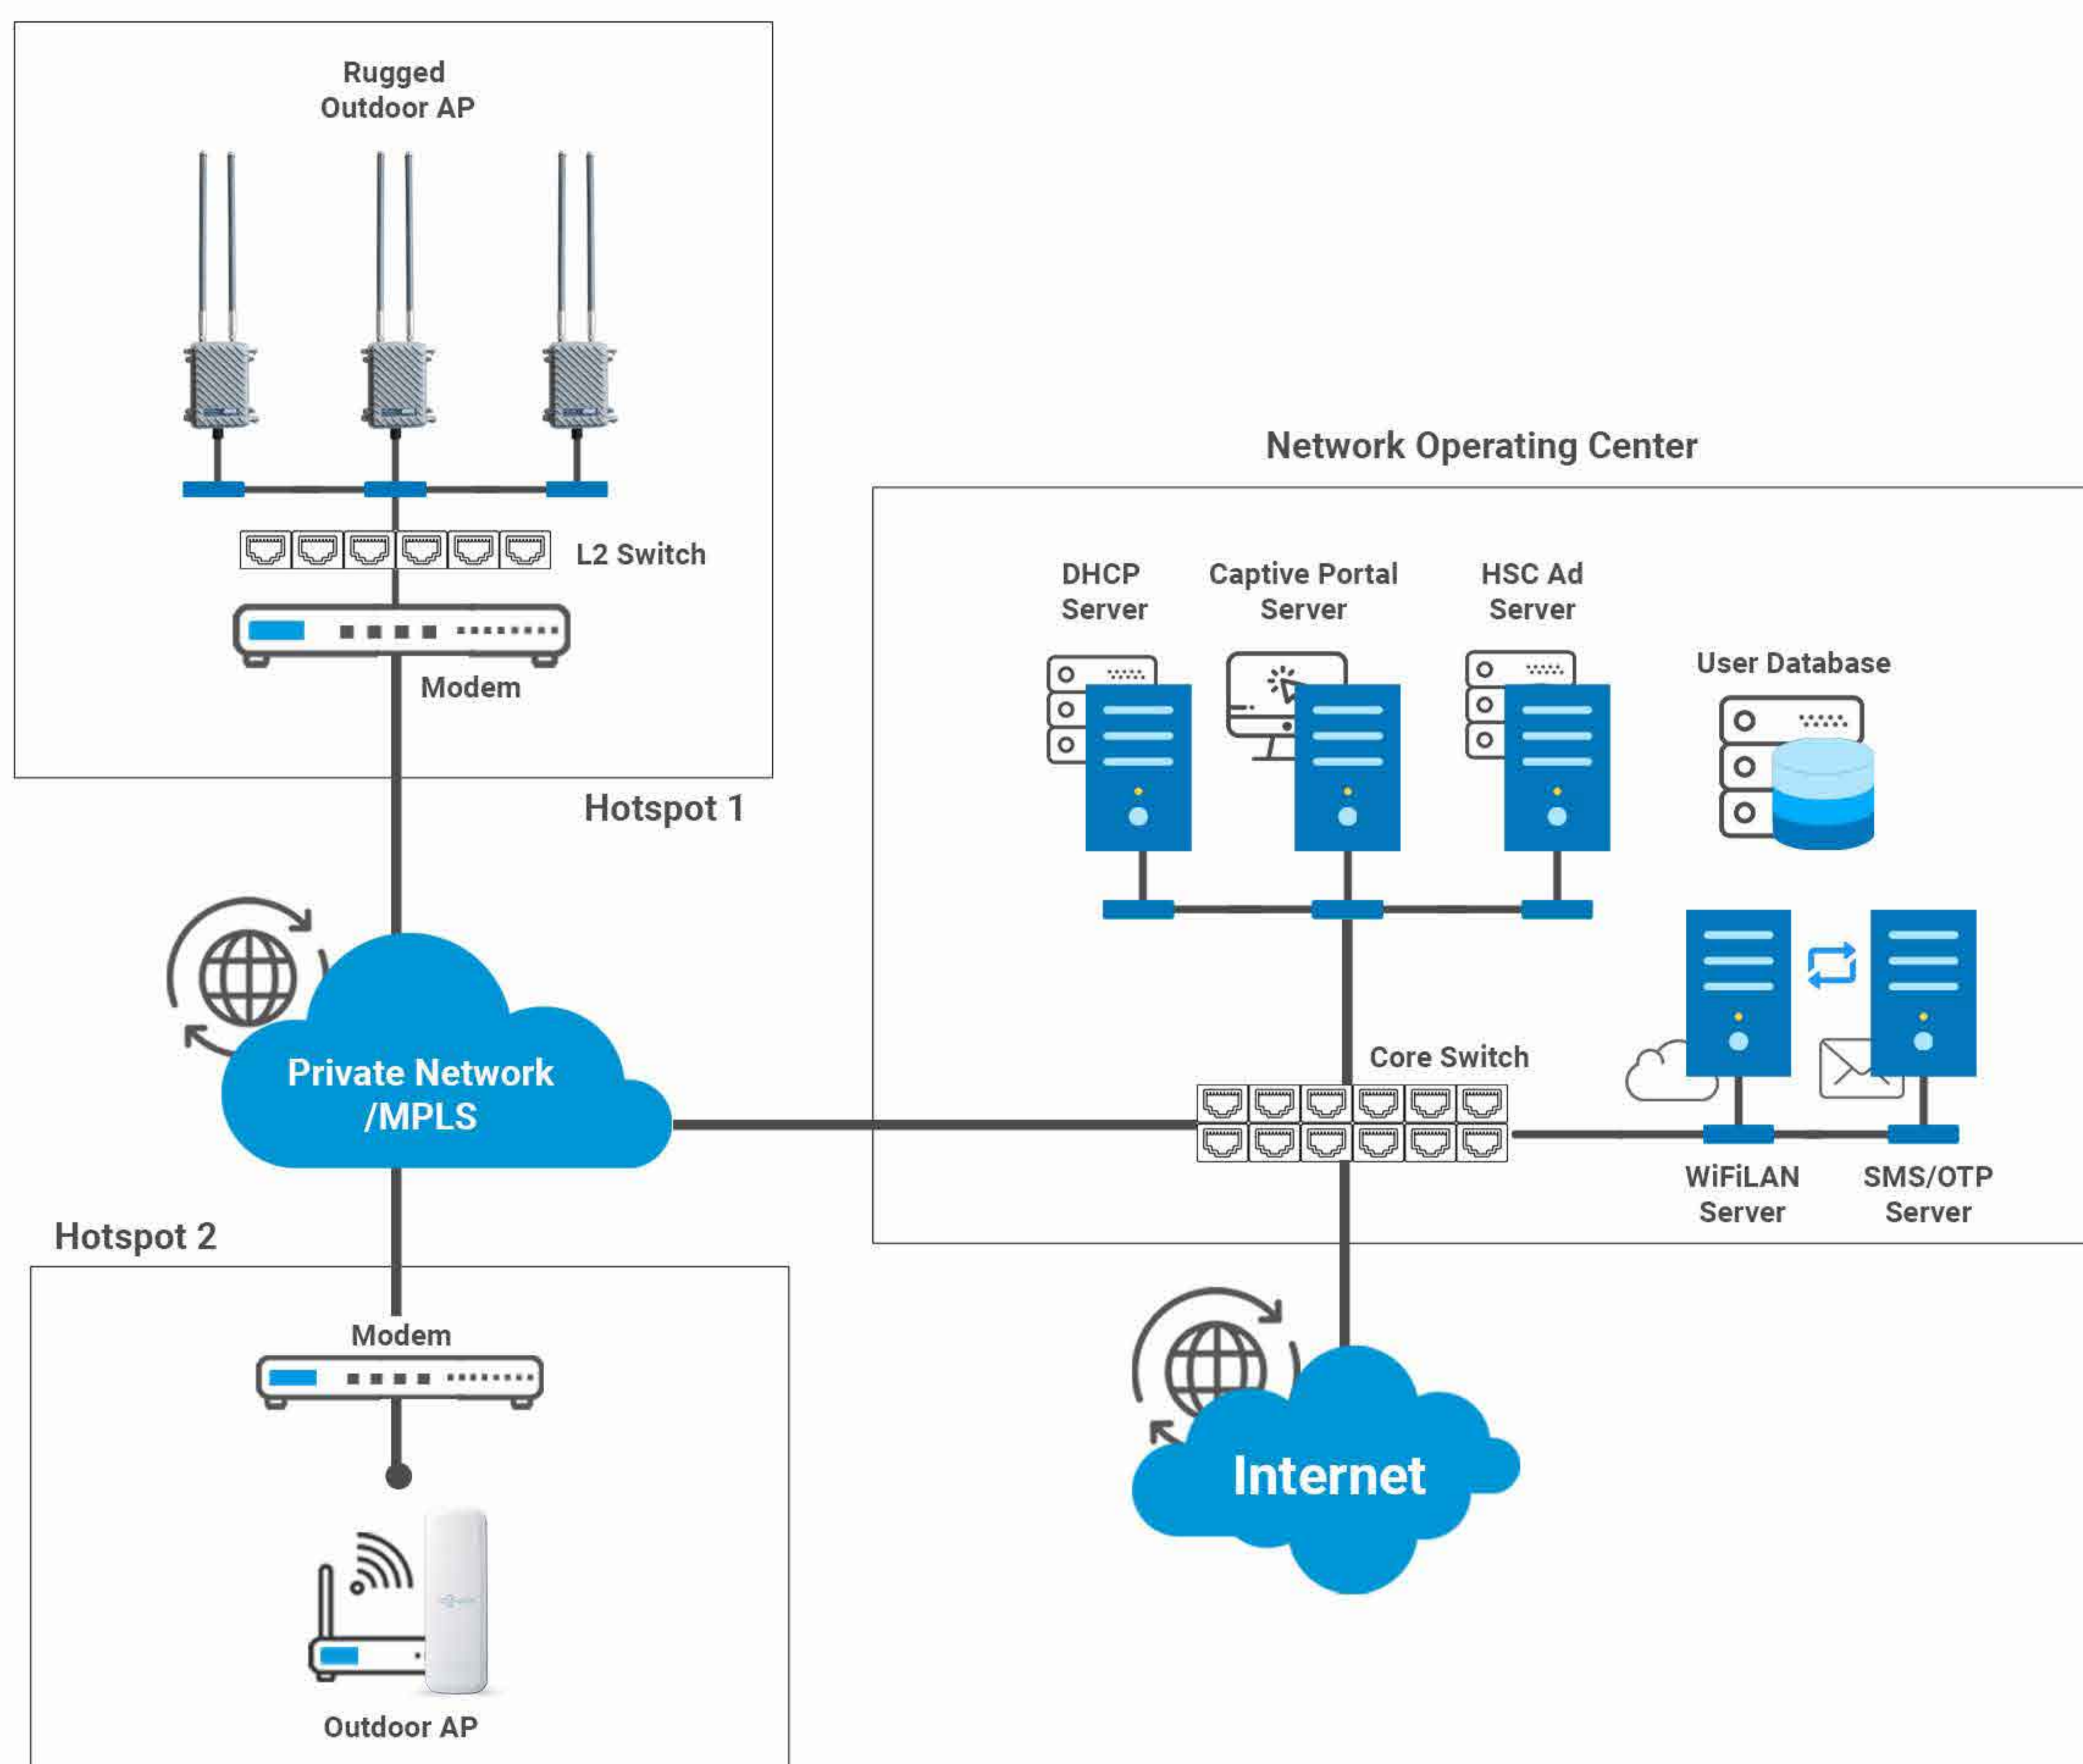 Rugged
Outdoor AP
L2 Switch
Modem
Hotspot 1
Private Network
/MPLS
Hotspot 2
Modem
Outdoor AP
Network Operating Center
DHCP
Server
Captive Portal
Server
HSC Ad
Server
User Database
Core Switch
WiFiLAN
Server
SMS/OTP
Server
Internet